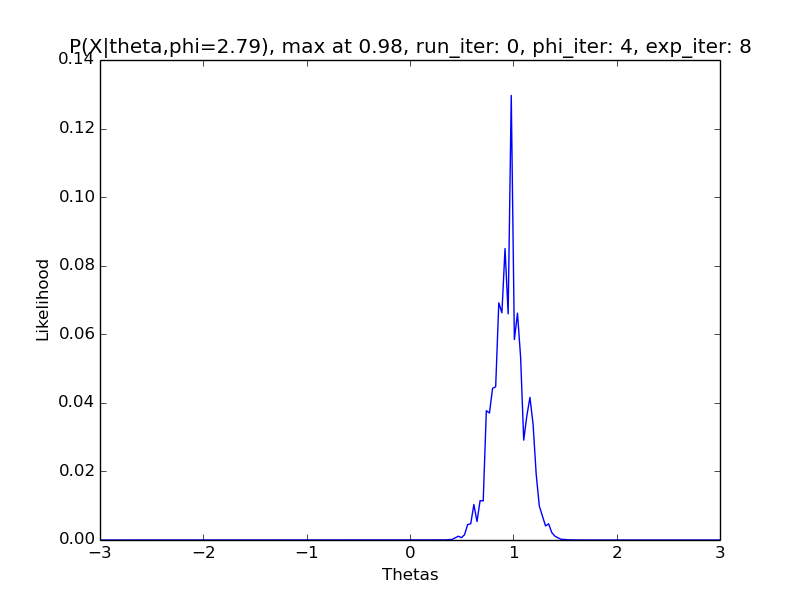 P(X|theta,phi=2.79), max at 0.98, run_iter: 0, phi_iter: 4, exp_iter: 8
0.14
0.12
0.10
0.08
0.06
0.04
0.02
0.00
Likelihood
−3 −2 −1 0 1 2 3
Thetas